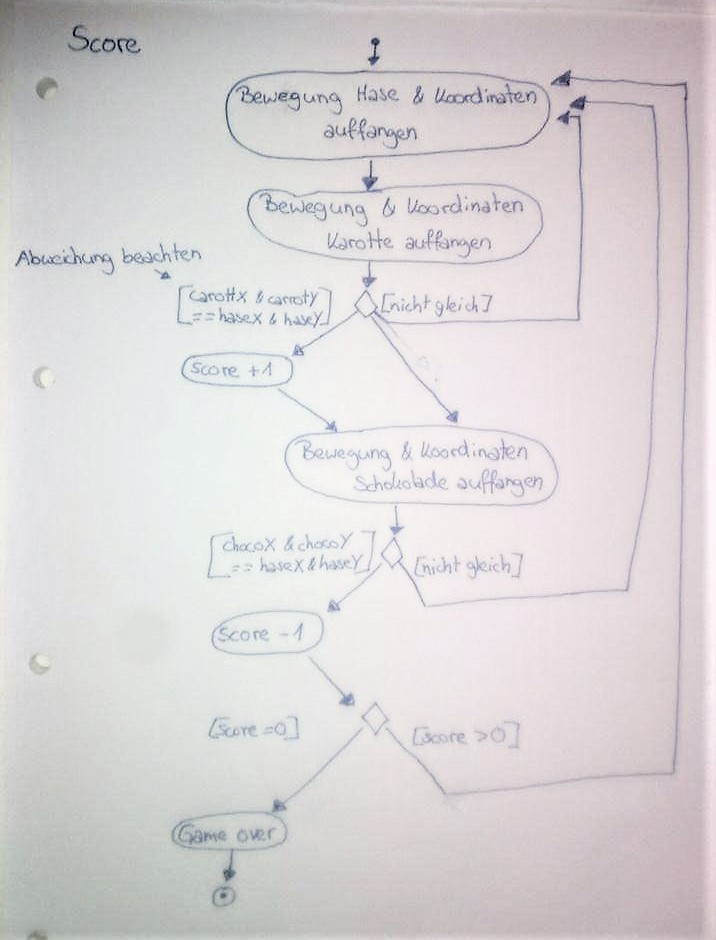 Score
Bewegung Hase & Koordinaten
auffangen
Bewegung & Koordinaten
Karotte auffangen
Abweichung beachten
[carottX & carrotY
== haseX & haseY]
[nicht gleich]
Score +1
Bewegung & Koordinaten
Schokolade auffangen
[chocoX & chocoY
== haseX & haseY]
[nicht gleich]
Score -1
[Score =0]
[score >0]
Game over